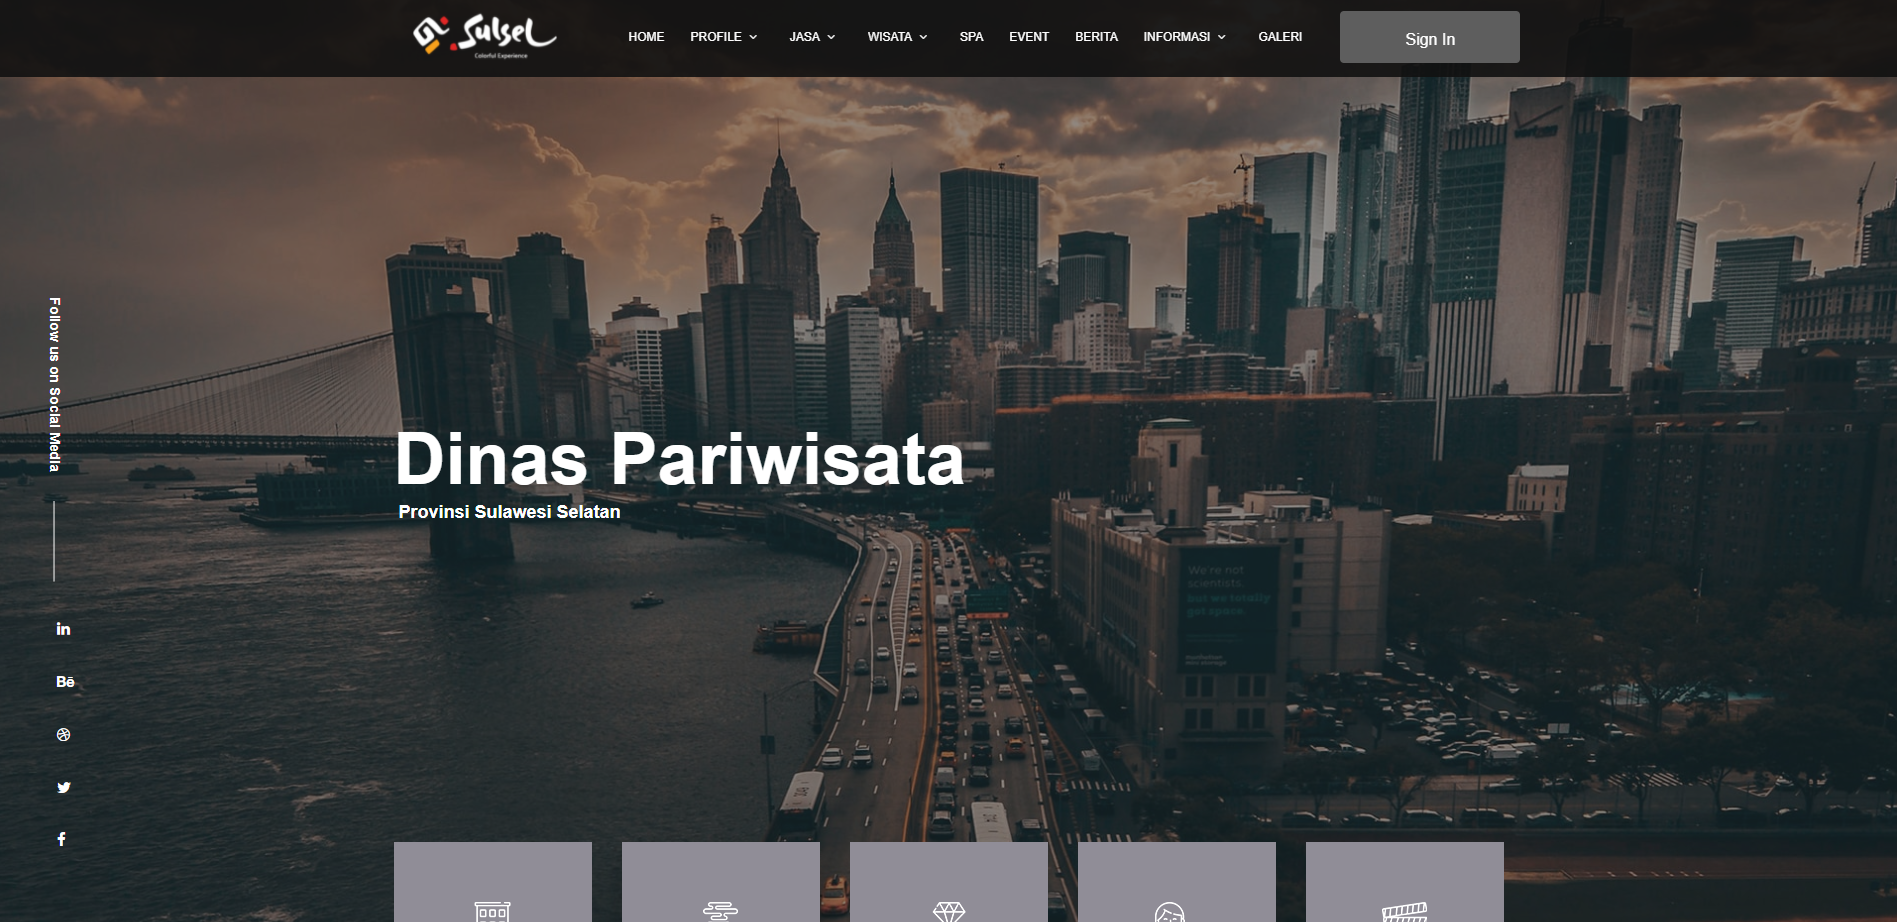 Sulsel
Colorful Experience
HOME PROFILE JASA WISATA SPA EVENT BERITA INFORMASI GALERI Sign In
Follow us on Social Media
Dinas Pariwisata
Provinsi Sulawesi Selatan
in
Bē
verizon
We're not
scientists.
but we totally
get space.